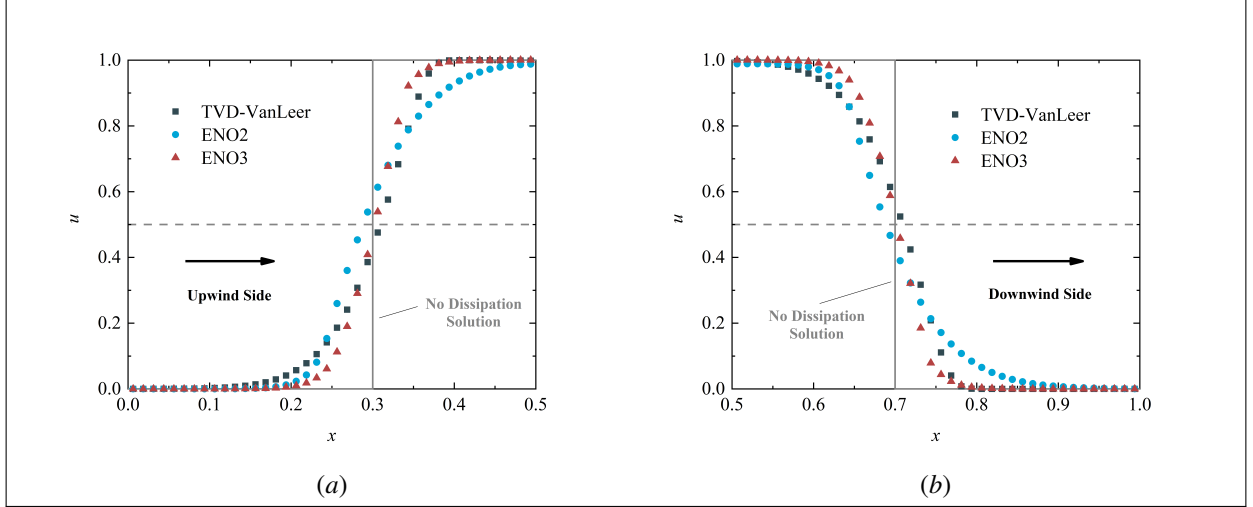 1.0
0.8
0.6
0.4
0.2
0.0
u
TVD-VanLeer
ENO2
ENO3
Upwind Side
No Dissipation
Solution
0.0 0.1 0.2 0.3 0.4 0.5
x
(a)
1.0
0.8
0.6
0.4
0.2
0.0
u
TVD-VanLeer
ENO2
ENO3
No Dissipation
Solution
Downwind Side
0.5 0.6 0.7 0.8 0.9 1.0
x
(b)